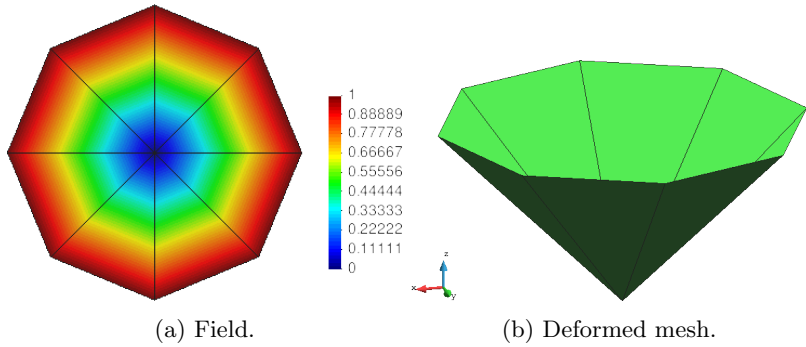 1
0.88889
0.77778
0.66667
0.55556
0.44444
0.33333
0.22222
0.11111
0
z
x
y
(a) Field.
(b) Deformed mesh.